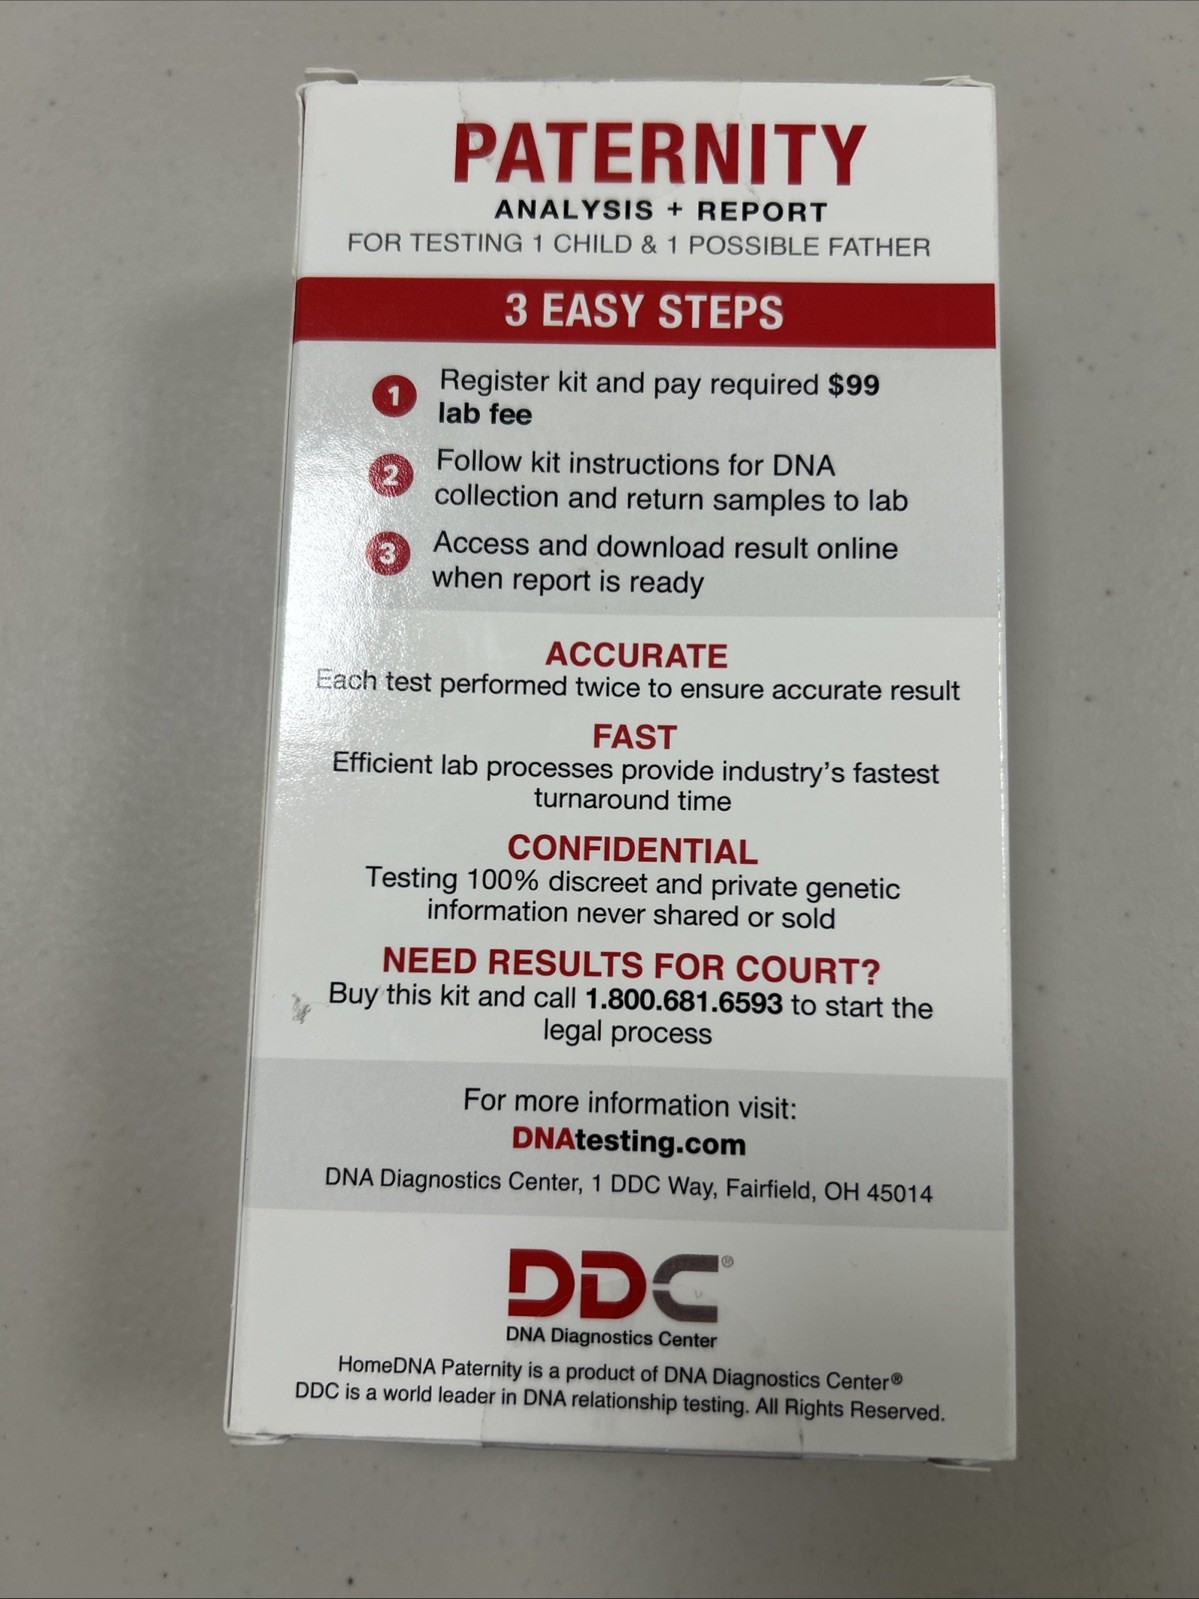 PATERNITY
ANALYSIS + REPORT
FOR TESTING 1 CHILD & 1 POSSIBLE FATHER
3 EASY STEPS
1 Register kit and pay required $99
lab fee
2 Follow kit instructions for DNA
collection and return samples to lab
3 Access and download result online
when report is ready
ACCURATE
Each test performed twice to ensure accurate result
FAST
Efficient lab processes provide industry's fastest
turnaround time
CONFIDENTIAL
Testing 100% discreet and private genetic
information never shared or sold
NEED RESULTS FOR COURT?
Buy this kit and call 1.800.681.6593 to start the
legal process
For more information visit:
DNAtesting.com
DNA Diagnostics Center, 1 DDC Way, Fairfield, OH 45014
DDC®
DNA Diagnostics Center
HomeDNA Paternity is a product of DNA Diagnostics Center®
DDC is a world leader in DNA relationship testing. All Rights Reserved.